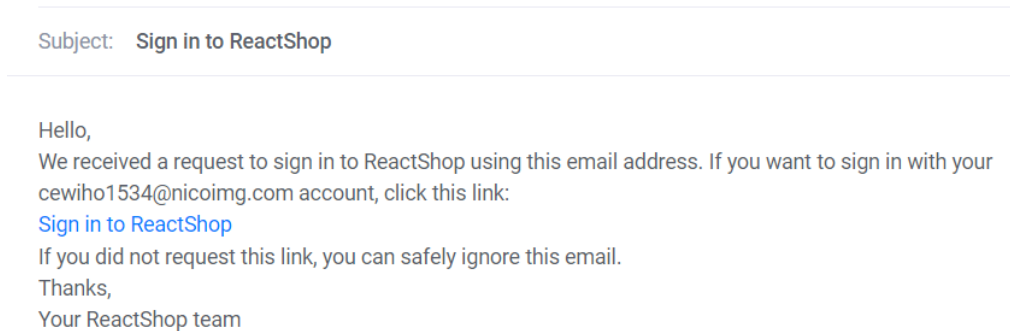 Subject: Sign in to ReactShop
Hello,
We received a request to sign in to ReactShop using this email address. If you want to sign in with your
cewiho1534@nicoimg.com account, click this link:
Sign in to ReactShop
If you did not request this link, you can safely ignore this email.
Thanks,
Your ReactShop team